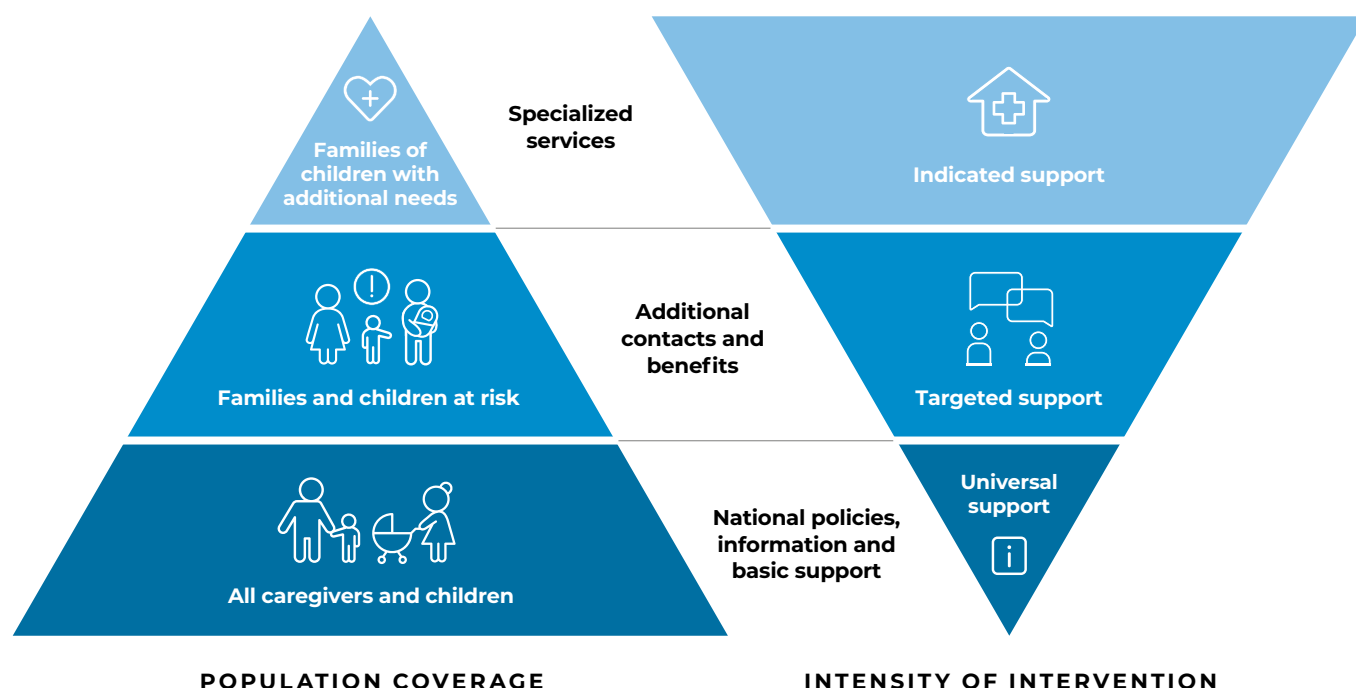 Families of
children with
additional needs
Specialized
services
Indicated support
Families and children at risk
Additional
contacts and
benefits
Targeted support
All caregivers and children
National policies,
information and
basic support
Universal
support
i
POPULATION COVERAGE
INTENSITY OF INTERVENTION